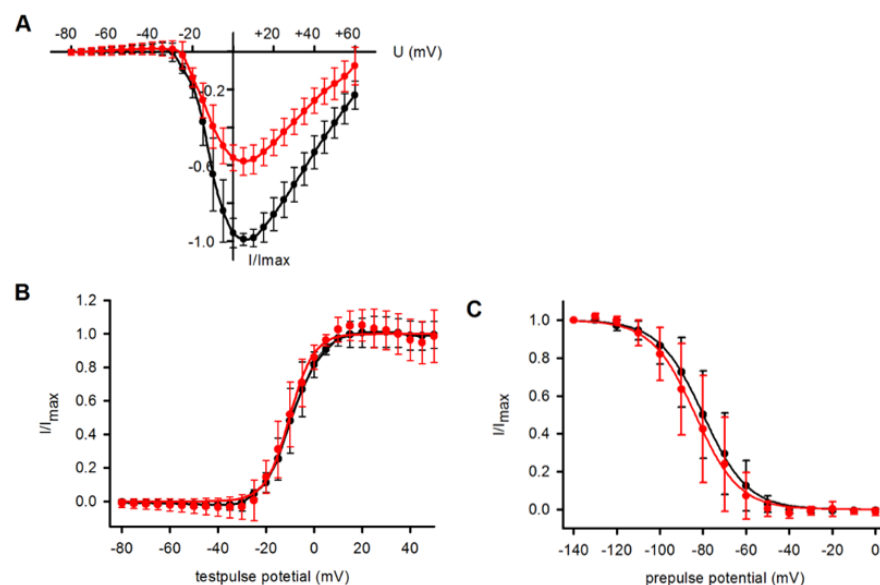 A
-80 -60 -40 -20 +20 +40 +60
U (mV)
-0.2
-0.6
-1.0
I/Imax
B
1.2
1.0
0.8
0.6
0.4
0.2
0.0
I/Imax
-80 -60 -40 -20 0 20 40
testpulse potetial (mV)
C
1.0
0.8
0.6
0.4
0.2
0.0
I/Imax
-140 -120 -100 -80 -60 -40 -20 0
prepulse potential (mV)